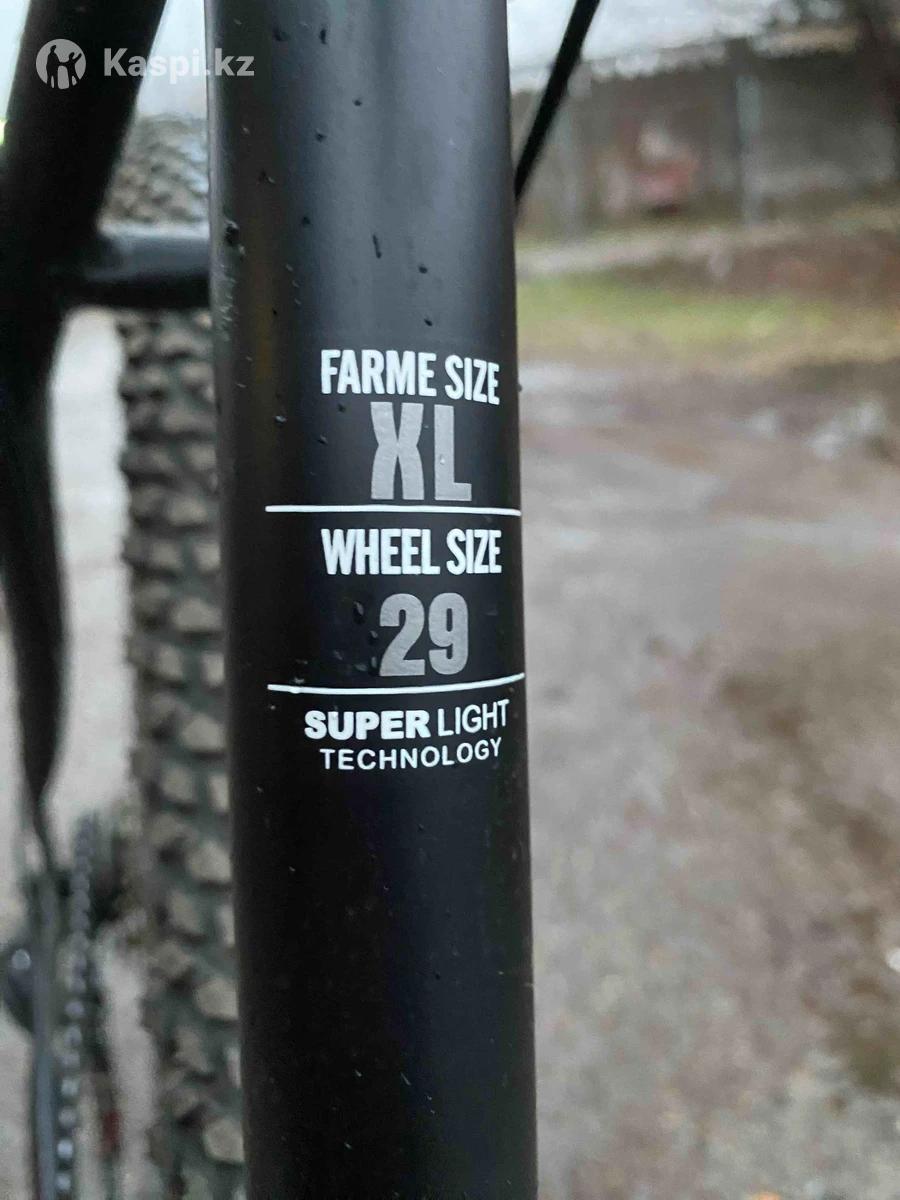 Kaspi.kz
FARME SIZE
XL
WHEEL SIZE
29
SUPER LIGHT
TECHNOLOGY